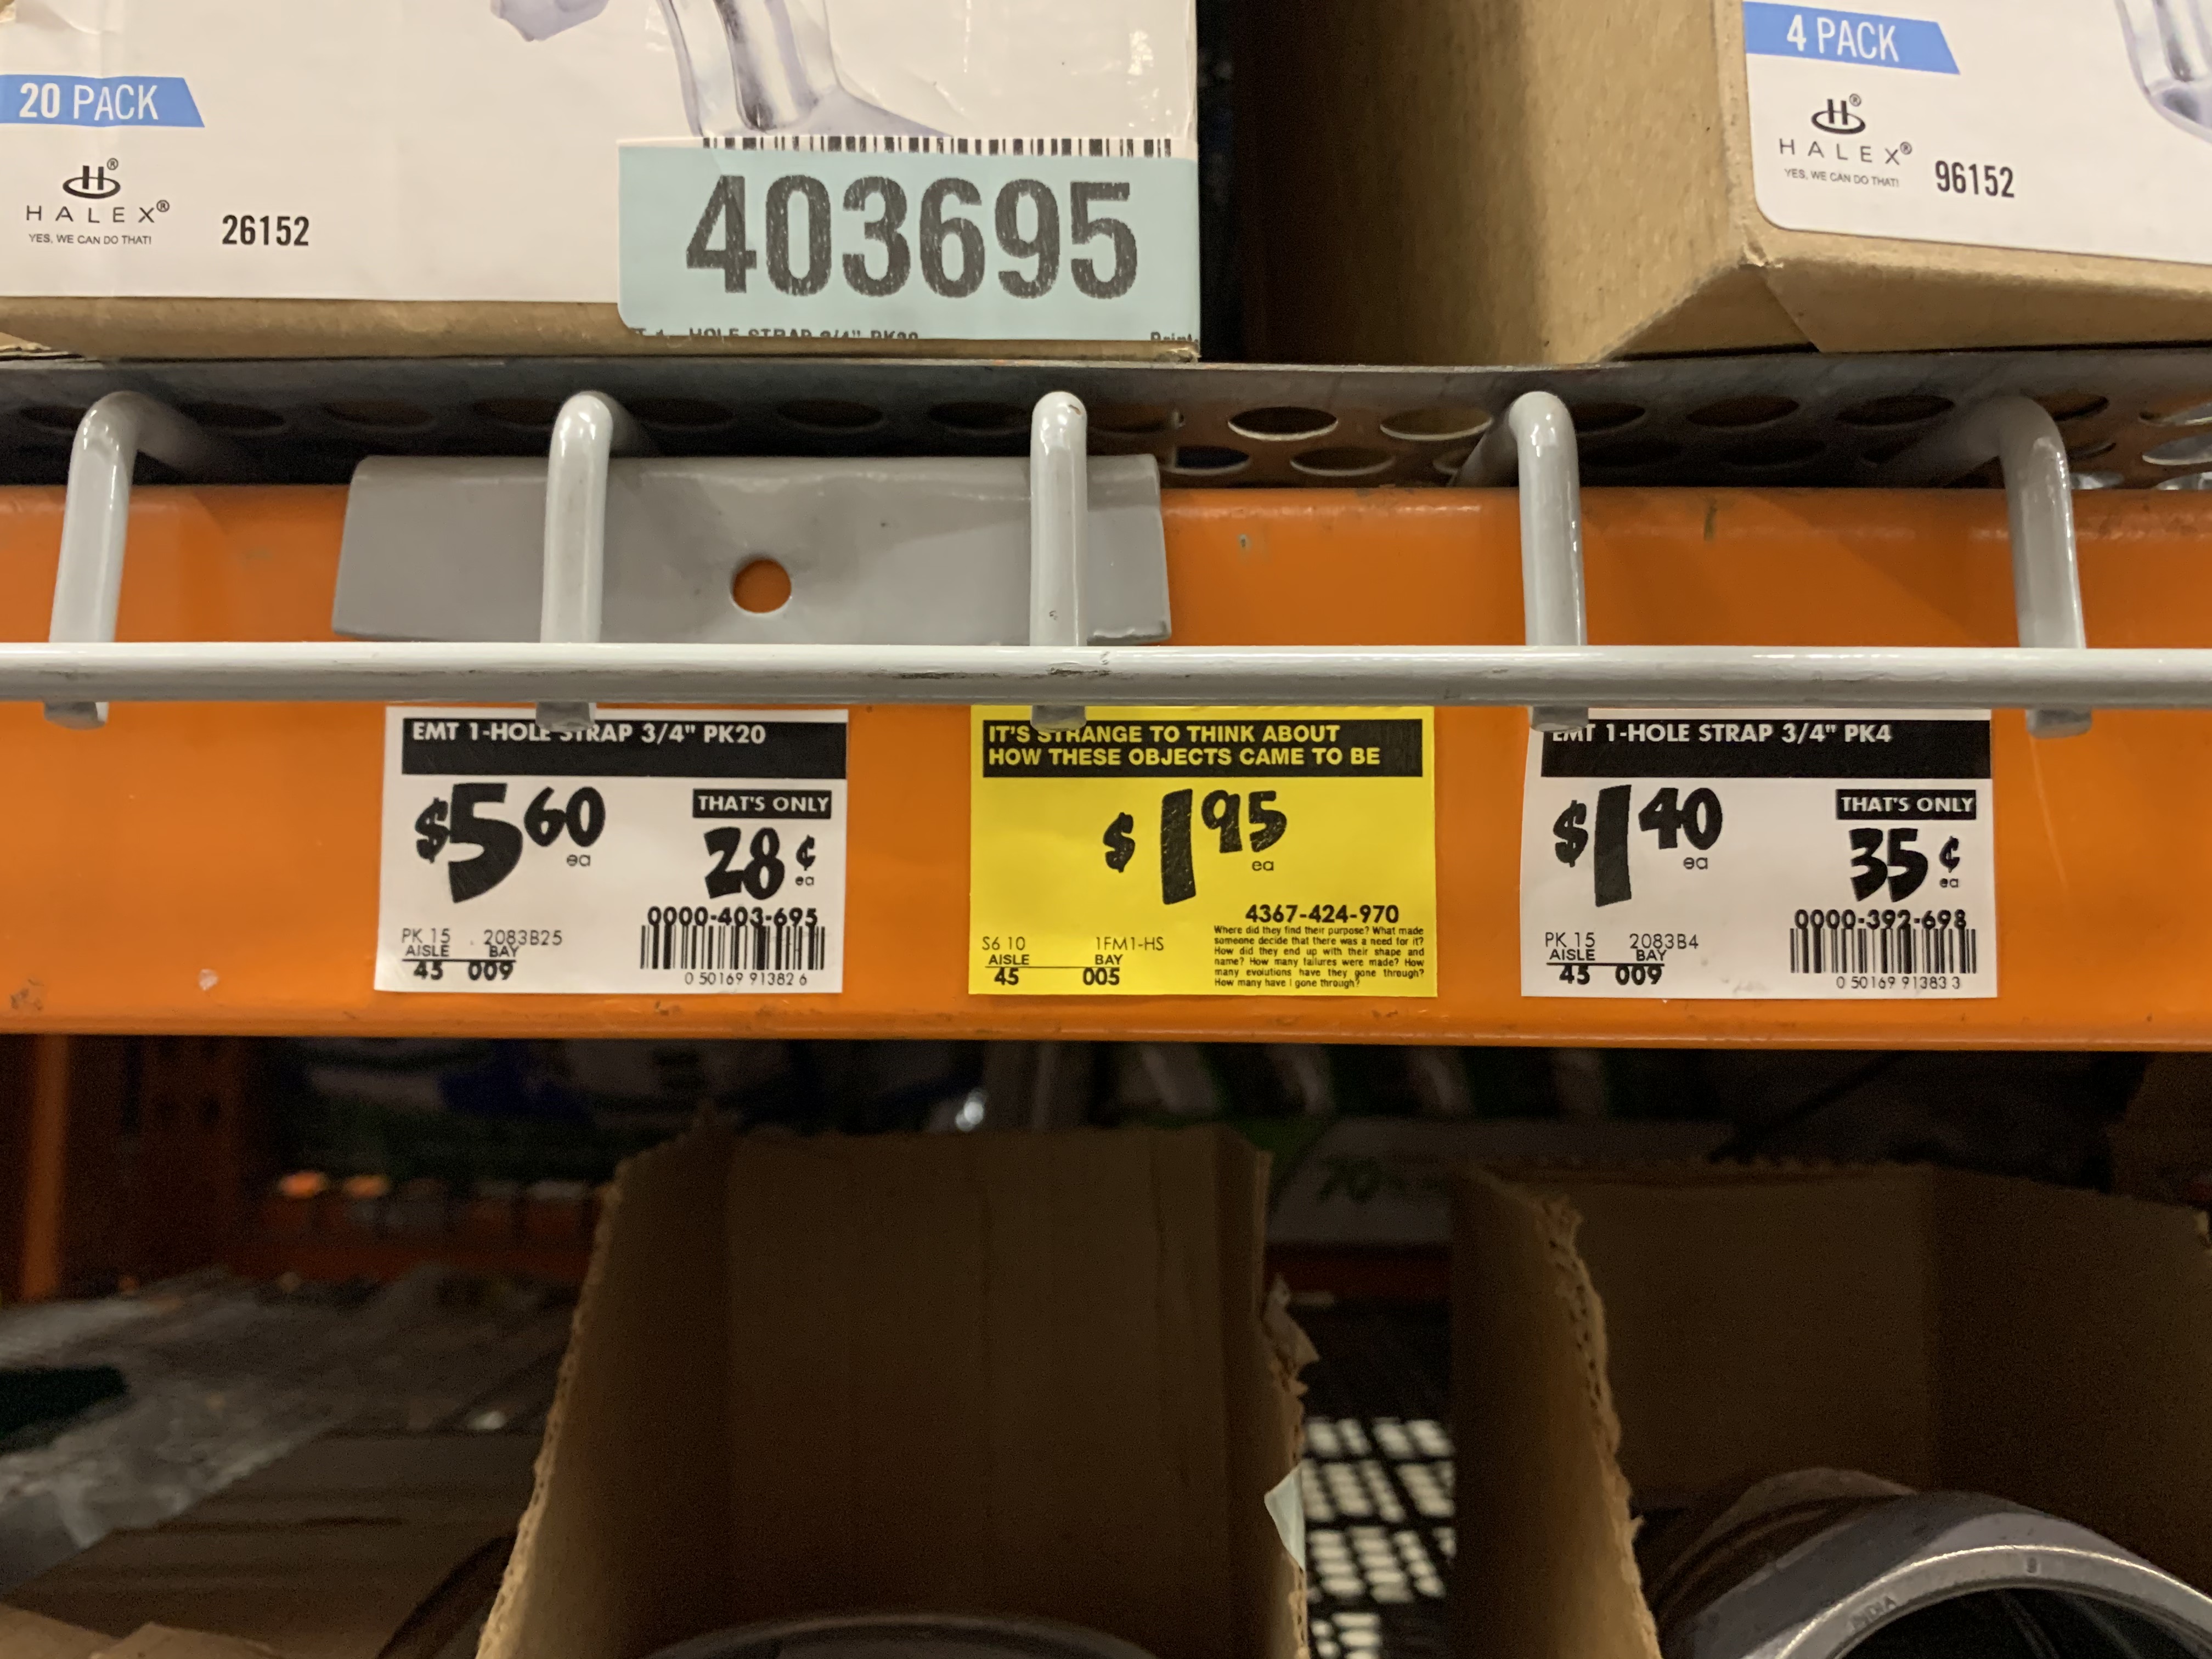 20 PACK
HALEX®
YES, WE CAN DO THAT!
26152
403695
HOLE STRAP 3/4" PK20
4 PACK
HALEX®
YES, WE CAN DO THAT!
96152
EMT 1-HOLE STRAP 3/4" PK20
$5 60
ea
THAT'S ONLY
28¢
ea
0000-403-695
PK 15 2083B25
AISLE BAY
45 009
0 50169 91382 6
IT'S STRANGE TO THINK ABOUT
HOW THESE OBJECTS CAME TO BE
$1 95
ea
4367-424-970
S6 10 1FM1-HS
AISLE BAY
45 005
Where did they find their purpose? What made
someone decide that there was a need for it?
How did they end up with their shape and
name? How many failures were made? How
many evolutions have they gone through?
How many have I gone through?
EMT 1-HOLE STRAP 3/4" PK4
$1 40
ea
THAT'S ONLY
35¢
ea
0000-392-698
PK 15 2083B4
AISLE BAY
45 009
0 50169 91383 3